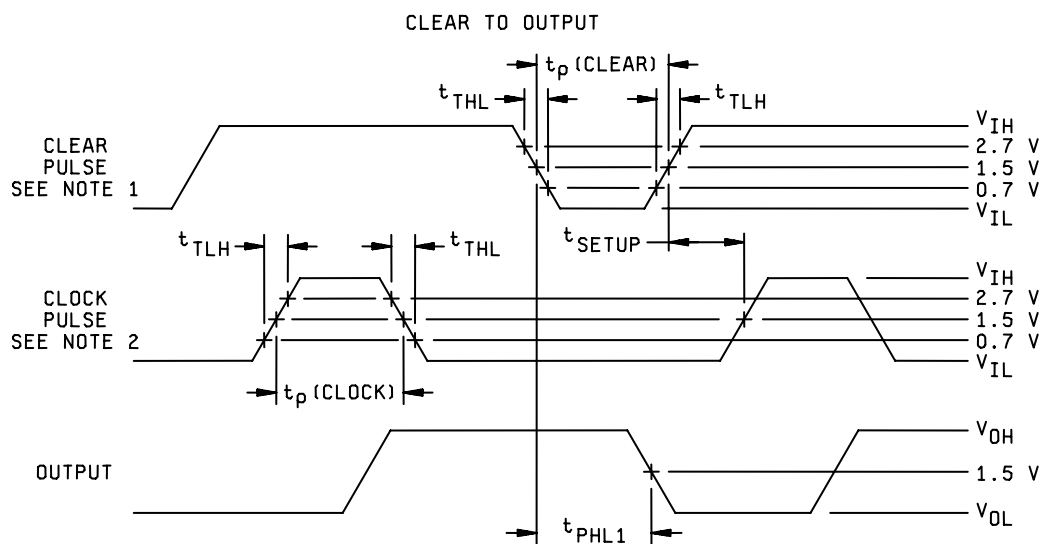 CLEAR TO OUTPUT
tp (CLEAR)
tTHL
tTLH
CLEAR
PULSE
SEE NOTE 1
VIH
2.7 V
1.5 V
0.7 V
VIL
tTLH
tTHL
tSETUP
CLOCK
PULSE
SEE NOTE 2
VIH
2.7 V
1.5 V
0.7 V
VIL
tp (CLOCK)
OUTPUT
VOH
1.5 V
VOL
tPHL1